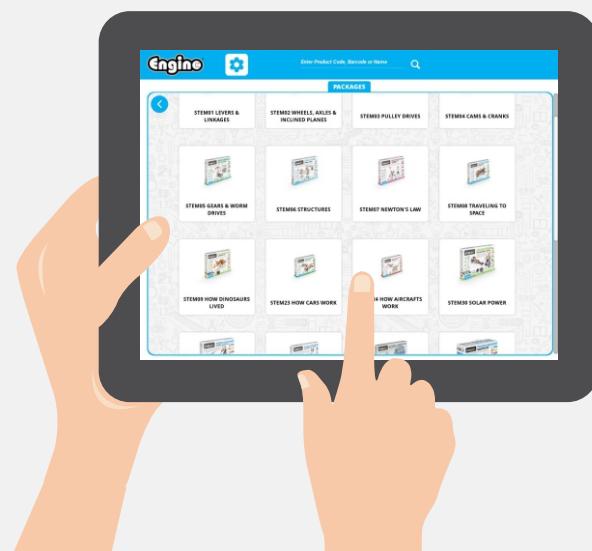 Engino
Enter Product Code, Barcode or Name
PACKAGES
STEM01 LEVERS &
LINKAGES
STEM02 WHEELS, AXLES &
INCLINED PLANES
STEM03 PULLEY DRIVES
STEM04 CAMS & CRANKS
STEM05 GEARS & WORM
DRIVES
STEM06 STRUCTURES
STEM07 NEWTON'S LAW
STEM08 TRAVELING TO
SPACE
STEM09 HOW DINOSAURS
LIVED
STEM23 HOW CARS WORK
HOW AIRCRAFTS
WORK
STEM30 SOLAR POWER